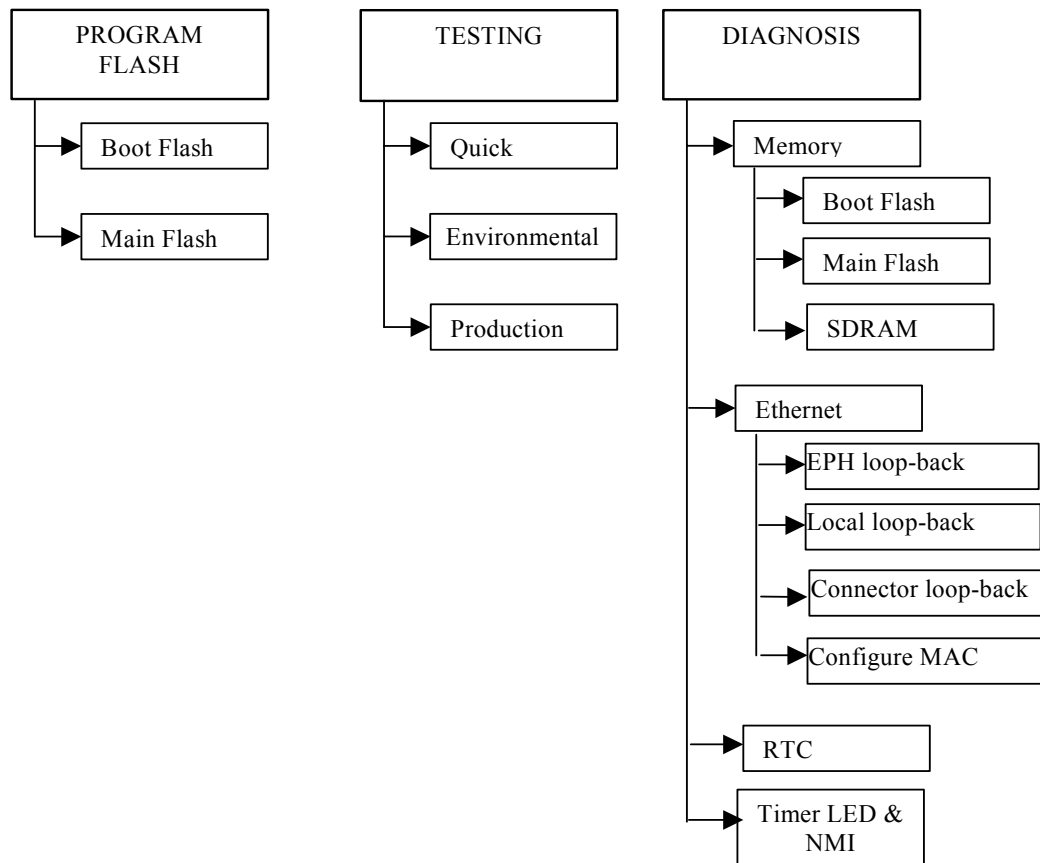 PROGRAM
FLASH
Boot Flash
Main Flash
TESTING
Quick
Environmental
Production
DIAGNOSIS
Memory
Boot Flash
Main Flash
SDRAM
Ethernet
EPH loop-back
Local loop-back
Connector loop-back
Configure MAC
RTC
Timer LED &
NMI